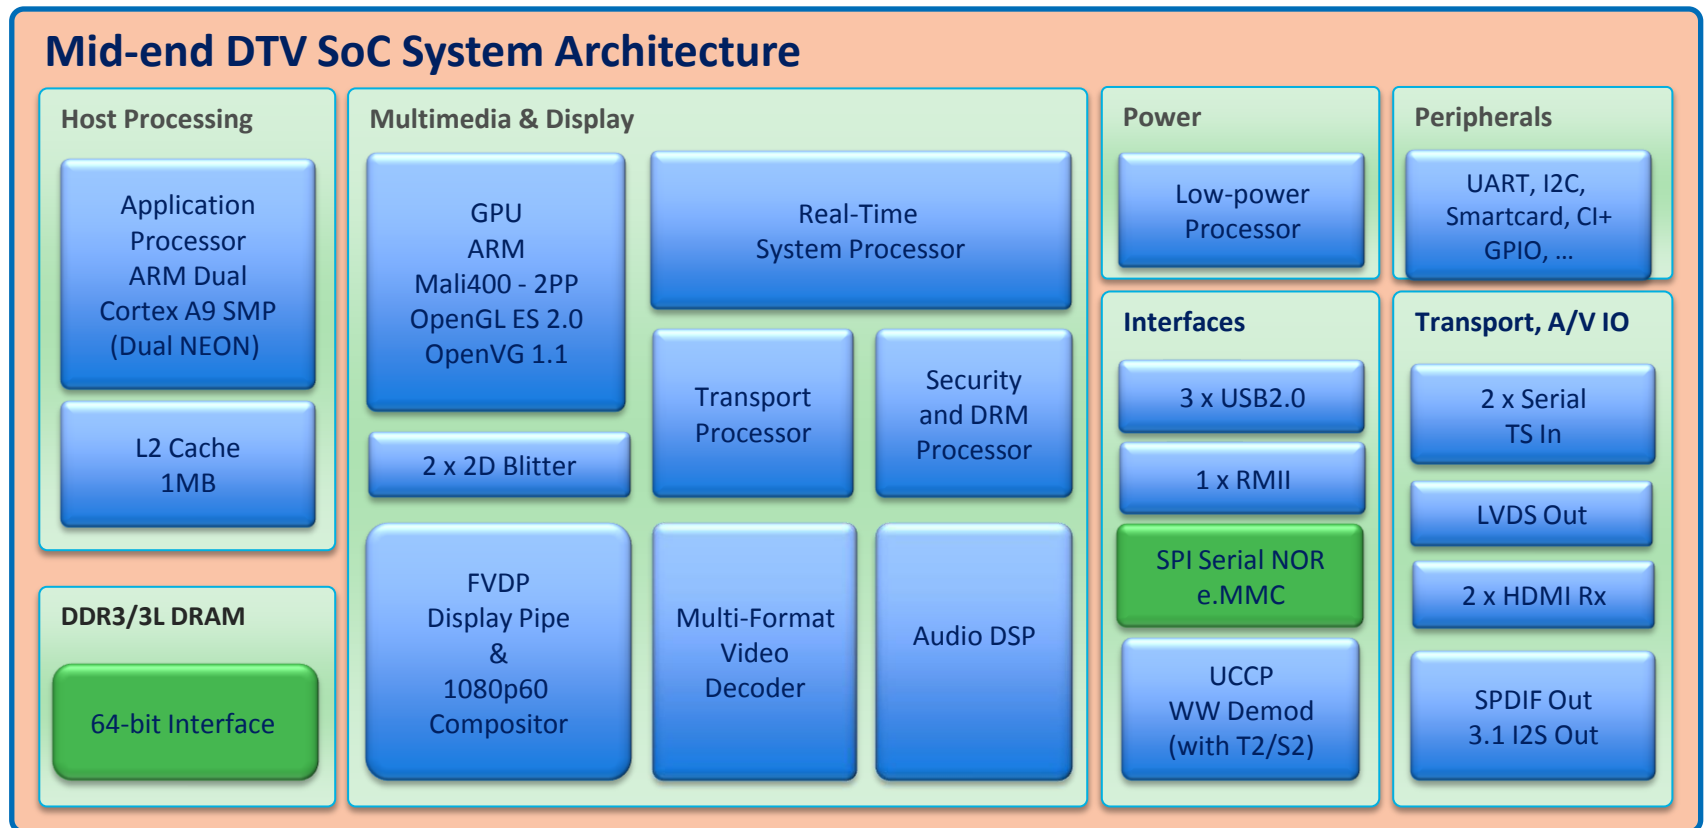 Mid-end DTV SoC System Architecture
Host Processing
Application
Processor
ARM Dual
Cortex A9 SMP
(Dual NEON)
L2 Cache
1MB
DDR3/3L DRAM
64-bit Interface
Multimedia & Display
GPU
ARM
Mali400 - 2PP
OpenGL ES 2.0
OpenVG 1.1
Real-Time
System Processor
2 x 2D Blitter
Transport
Processor
Security
and DRM
Processor
FVDP
Display Pipe
&
1080p60
Compositor
Multi-Format
Video
Decoder
Audio DSP
Power
Low-power
Processor
Peripherals
UART, I2C,
Smartcard, CI+
GPIO, ...
Interfaces
3 x USB2.0
1 x RMII
SPI Serial NOR
e.MMC
UCCP
WW Demod
(with T2/S2)
Transport, A/V IO
2 x Serial
TS In
LVDS Out
2 x HDMI Rx
SPDIF Out
3.1 I2S Out